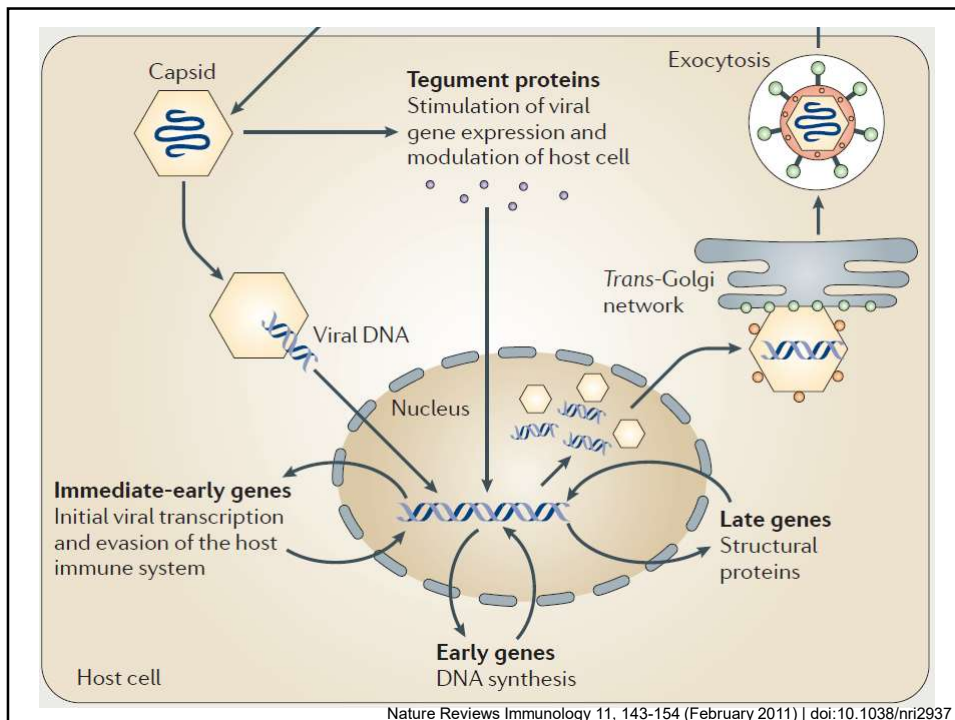 Capsid
Tegument proteins
Stimulation of viral
gene expression and
modulation of host cell
Exocytosis
Trans-Golgi
network
Viral DNA
Nucleus
Immediate-early genes
Initial viral transcription
and evasion of the host
immune system
Late genes
Structural
proteins
Early genes
DNA synthesis
Host cell
Nature Reviews Immunology 11, 143-154 (February 2011) | doi:10.1038/nri2937